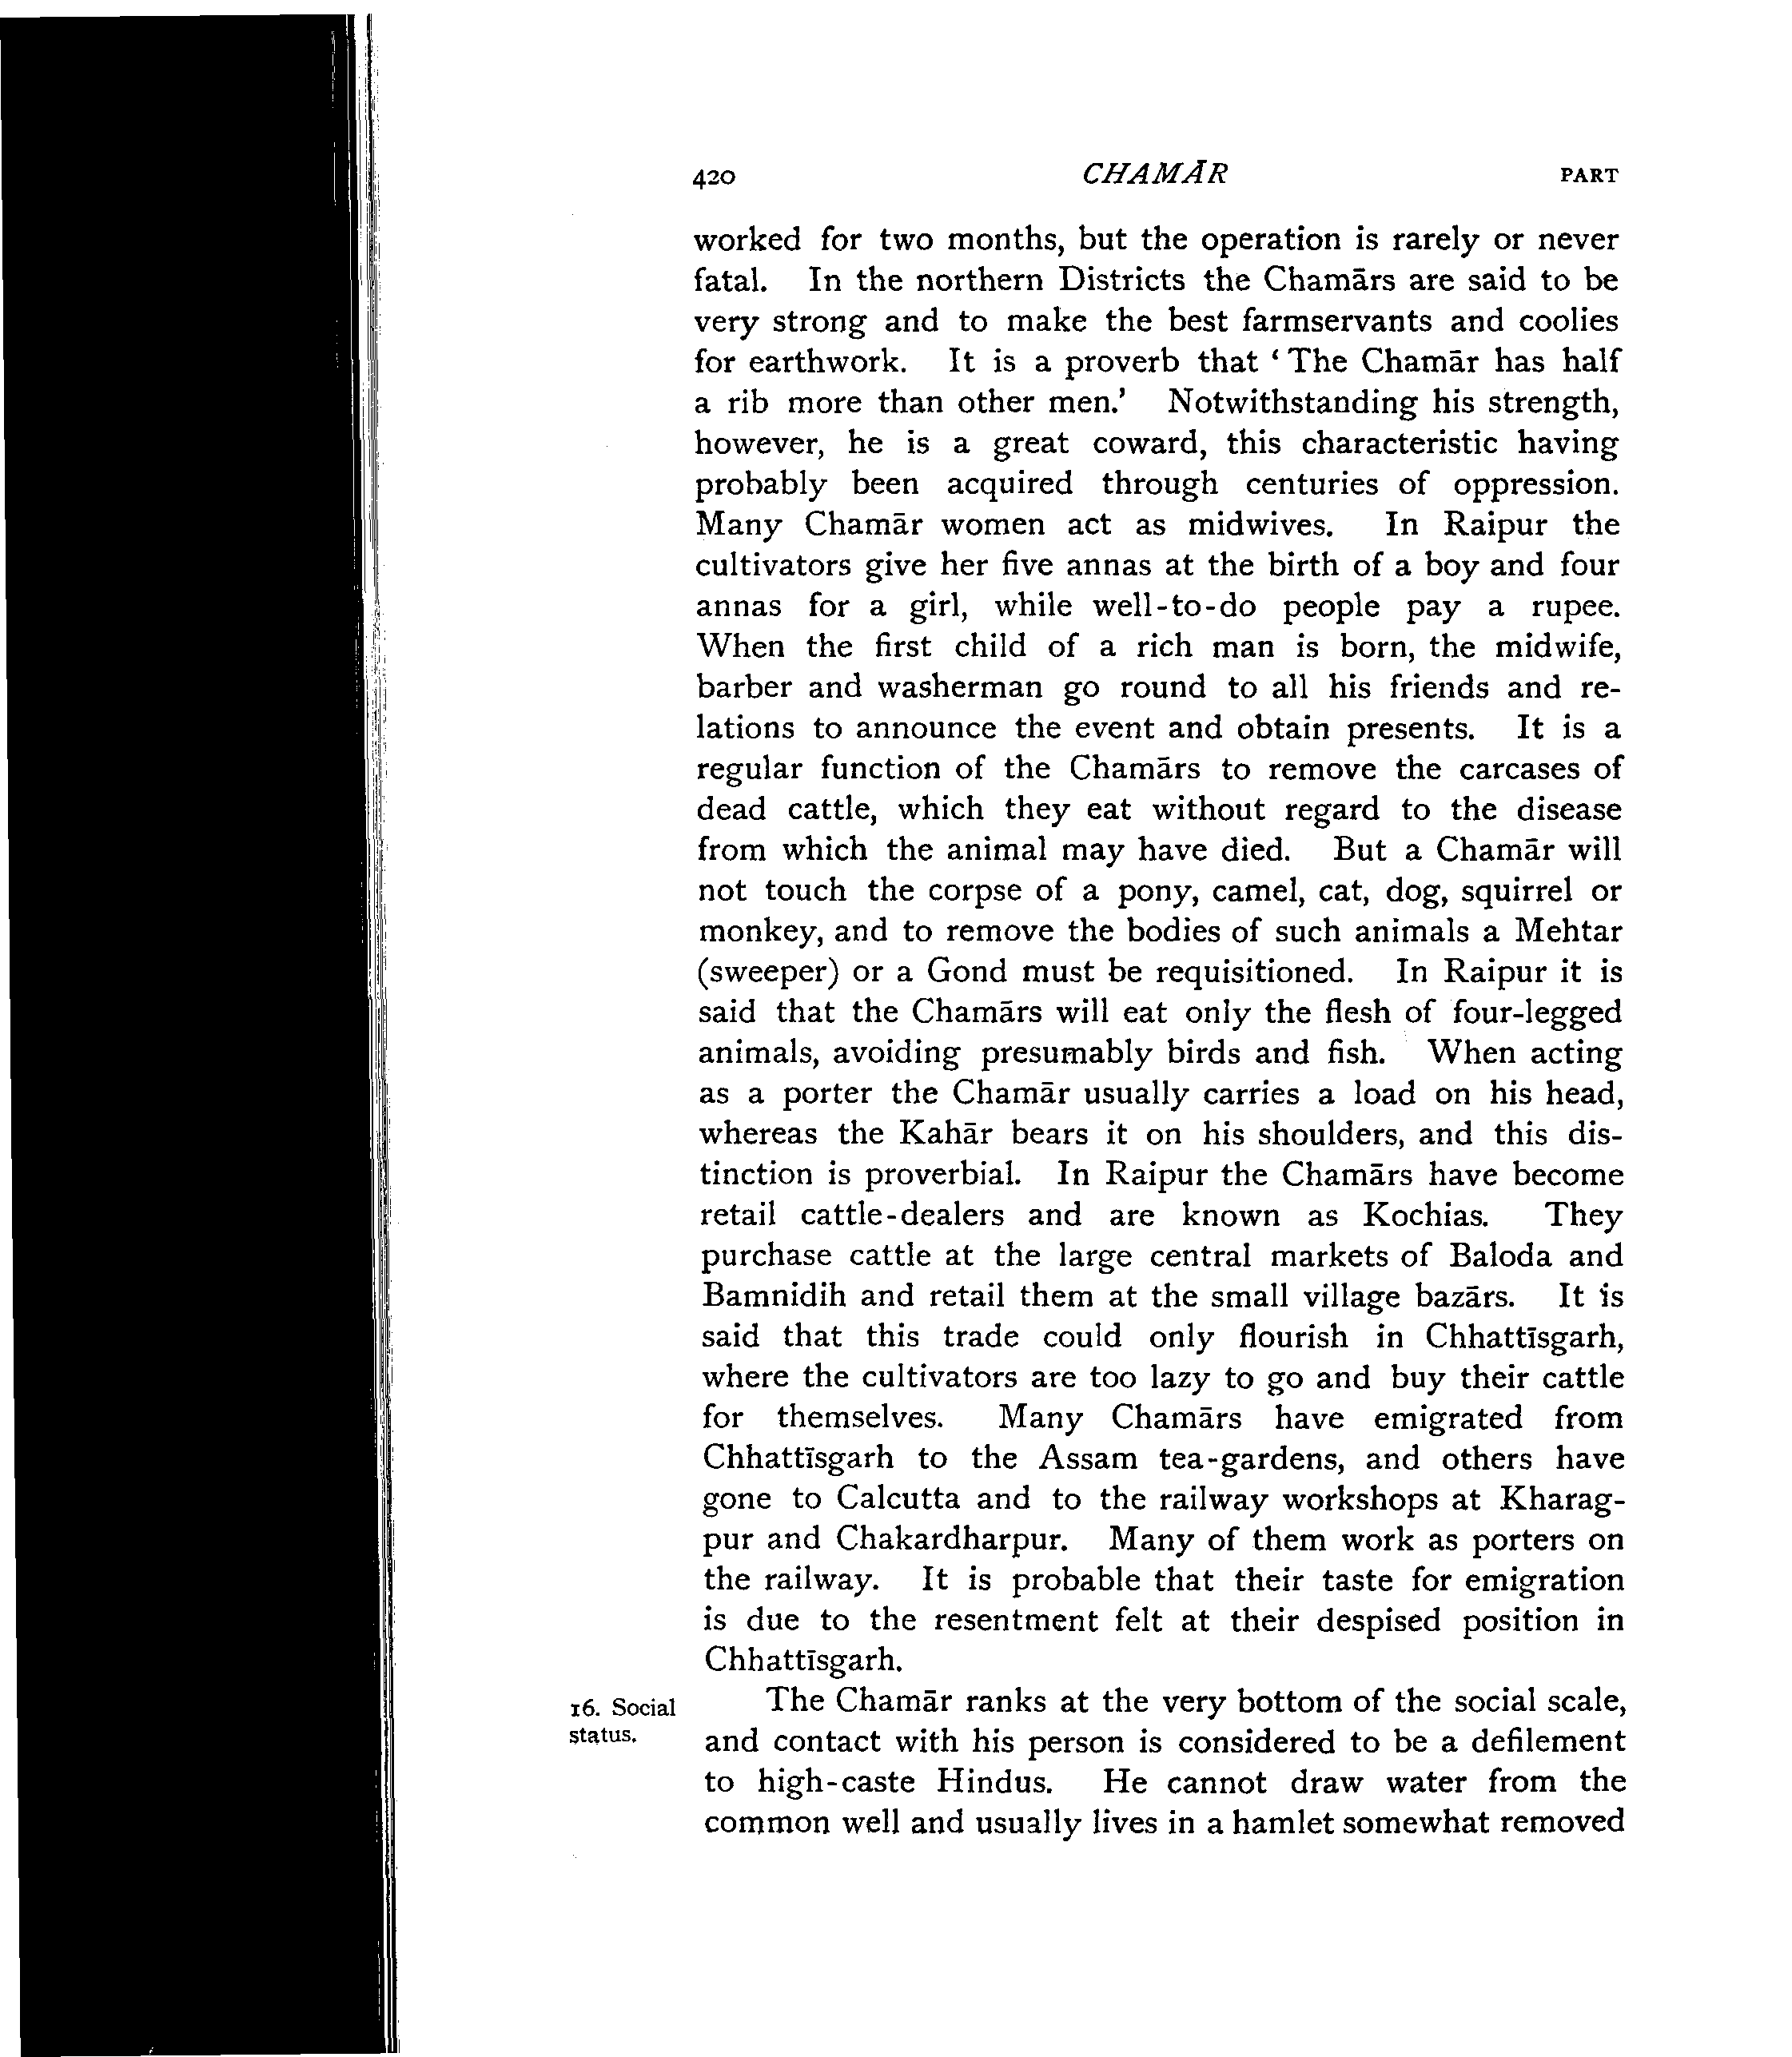 420 CHAMĀR PART
worked for two months, but the operation is rarely or never
fatal. In the northern Districts the Chamārs are said to be
very strong and to make the best farmservants and coolies
for earthwork. It is a proverb that ‘The Chamār has half
a rib more than other men.’ Notwithstanding his strength,
however, he is a great coward, this characteristic having
probably been acquired through centuries of oppression.
Many Chamār women act as midwives. In Raipur the
cultivators give her five annas at the birth of a boy and four
annas for a girl, while well-to-do people pay a rupee.
When the first child of a rich man is born, the midwife,
barber and washerman go round to all his friends and re-
lations to announce the event and obtain presents. It is a
regular function of the Chamārs to remove the carcases of
dead cattle, which they eat without regard to the disease
from which the animal may have died. But a Chamār will
not touch the corpse of a pony, camel, cat, dog, squirrel or
monkey, and to remove the bodies of such animals a Mehtar
(sweeper) or a Gond must be requisitioned. In Raipur it is
said that the Chamārs will eat only the flesh of four-legged
animals, avoiding presumably birds and fish. When acting
as a porter the Chamār usually carries a load on his head,
whereas the Kahār bears it on his shoulders, and this dis-
tinction is proverbial. In Raipur the Chamārs have become
retail cattle-dealers and are known as Kochias. They
purchase cattle at the large central markets of Baloda and
Bamnidih and retail them at the small village bazārs. It is
said that this trade could only flourish in Chhattīsgarh,
where the cultivators are too lazy to go and buy their cattle
for themselves. Many Chamārs have emigrated from
Chhattīsgarh to the Assam tea-gardens, and others have
gone to Calcutta and to the railway workshops at Kharag-
pur and Chakardharpur. Many of them work as porters on
the railway. It is probable that their taste for emigration
is due to the resentment felt at their despised position in
Chhattīsgarh.
16. Social
status.
The Chamār ranks at the very bottom of the social scale,
and contact with his person is considered to be a defilement
to high-caste Hindus. He cannot draw water from the
common well and usually lives in a hamlet somewhat removed